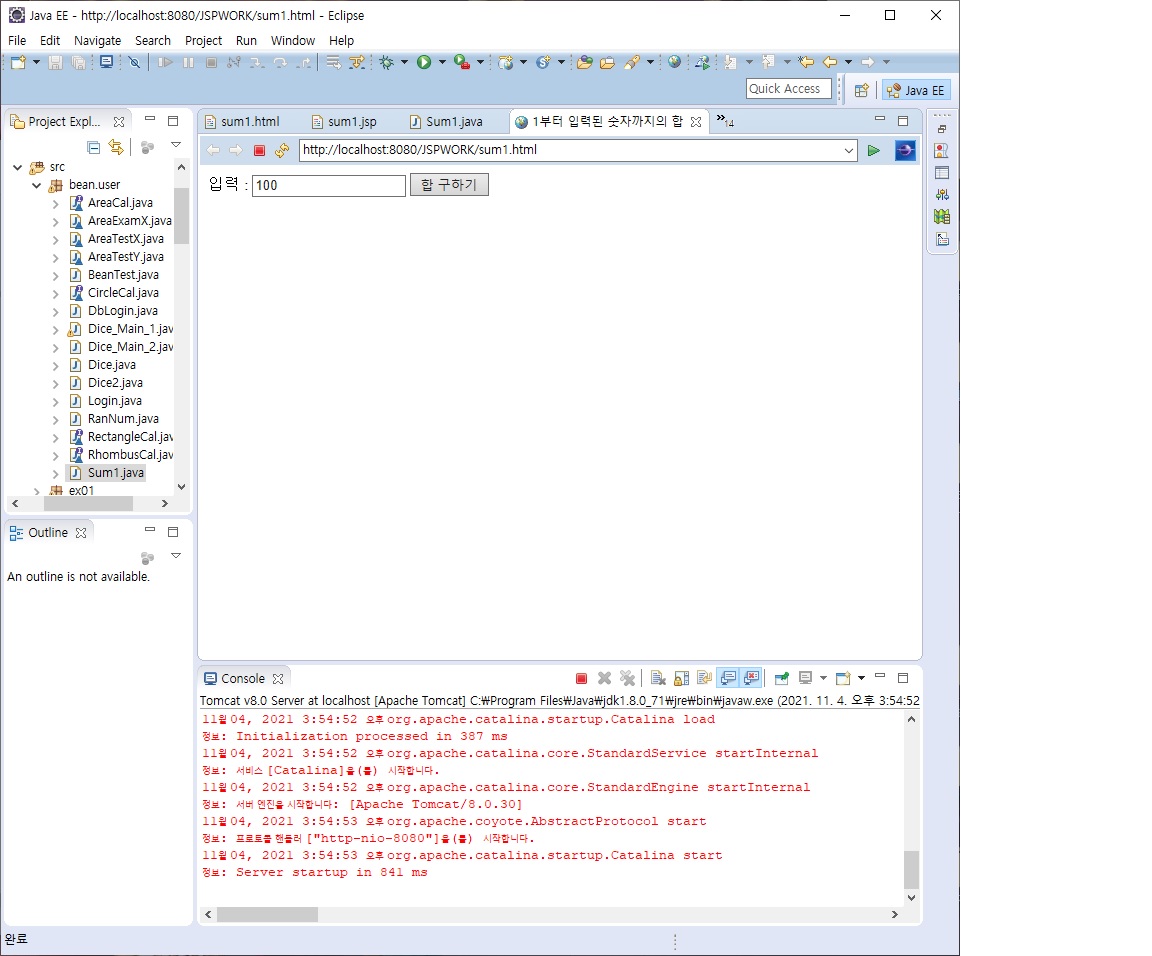 Java EE - http://localhost:8080/JSPWORK/sum1.html - Eclipse
File Edit Navigate Search Project Run Window Help
Quick Access
Java EE
Project Expl...
src
bean.user
AreaCal.java
AreaExamX.java
AreaTestX.java
AreaTestY.java
BeanTest.java
CircleCal.java
DbLogin.java
Dice_Main_1.jav
Dice_Main_2.jav
Dice.java
Dice2.java
Login.java
RanNum.java
RectangleCal.jav
RhombusCal.jav
Sum1.java
ex01
Outline
An outline is not available.
sum1.html sum1.jsp Sum1.java 1부터 입력된 숫자까지의 합 »14
http://localhost:8080/JSPWORK/sum1.html
입력 : 100 합 구하기
Console
Tomcat v8.0 Server at localhost [Apache Tomcat] C:₩Program Files₩Java₩jdk1.8.0_71₩jre₩bin₩javaw.exe (2021. 11. 4. 오후 3:54:52
11월 04, 2021 3:54:52 오후 org.apache.catalina.startup.Catalina load
정보: Initialization processed in 387 ms
11월 04, 2021 3:54:52 오후 org.apache.catalina.core.StandardService startInternal
정보: 서비스 [Catalina]을(를) 시작합니다.
11월 04, 2021 3:54:52 오후 org.apache.catalina.core.StandardEngine startInternal
정보: 서버 엔진을 시작합니다: [Apache Tomcat/8.0.30]
11월 04, 2021 3:54:53 오후 org.apache.coyote.AbstractProtocol start
정보: 프로토콜 핸들러 ["http-nio-8080"]을(를) 시작합니다.
11월 04, 2021 3:54:53 오후 org.apache.catalina.startup.Catalina start
정보: Server startup in 841 ms
완료